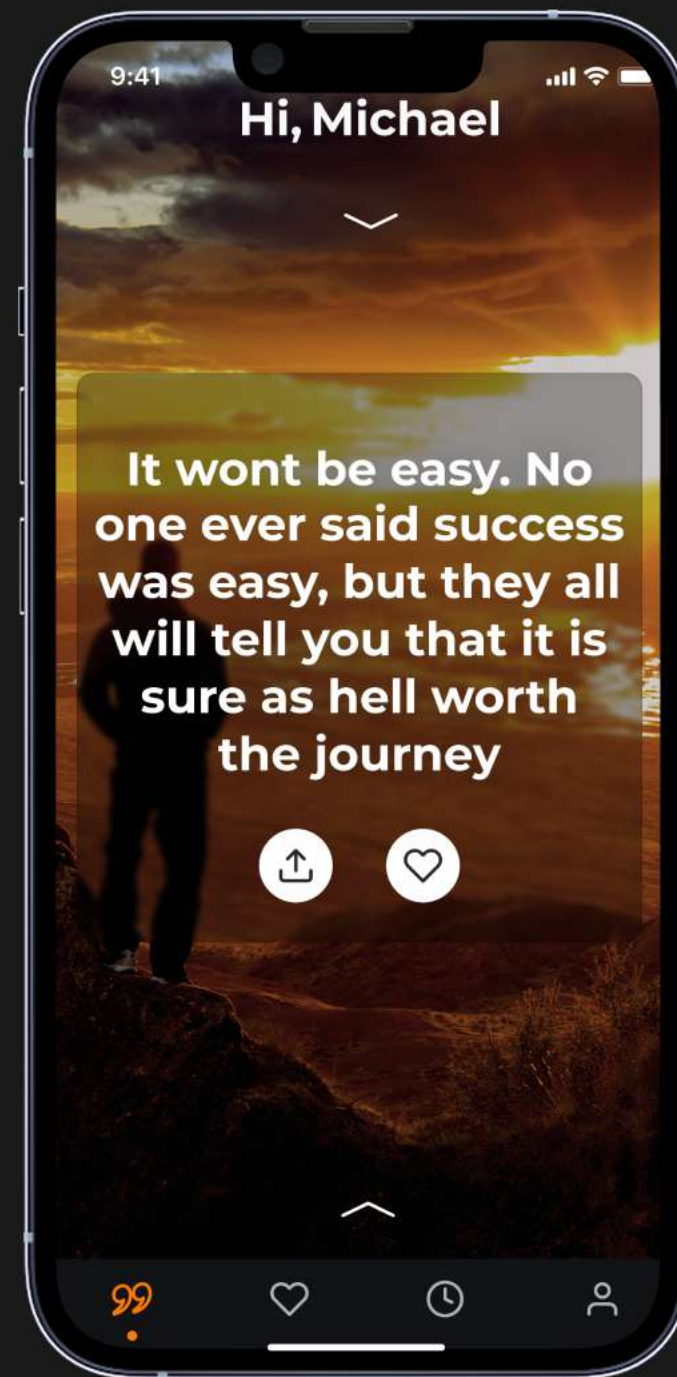 9:41
Hi, Michael
It wont be easy. No
one ever said success
was easy, but they all
will tell you that it is
sure as hell worth
the journey